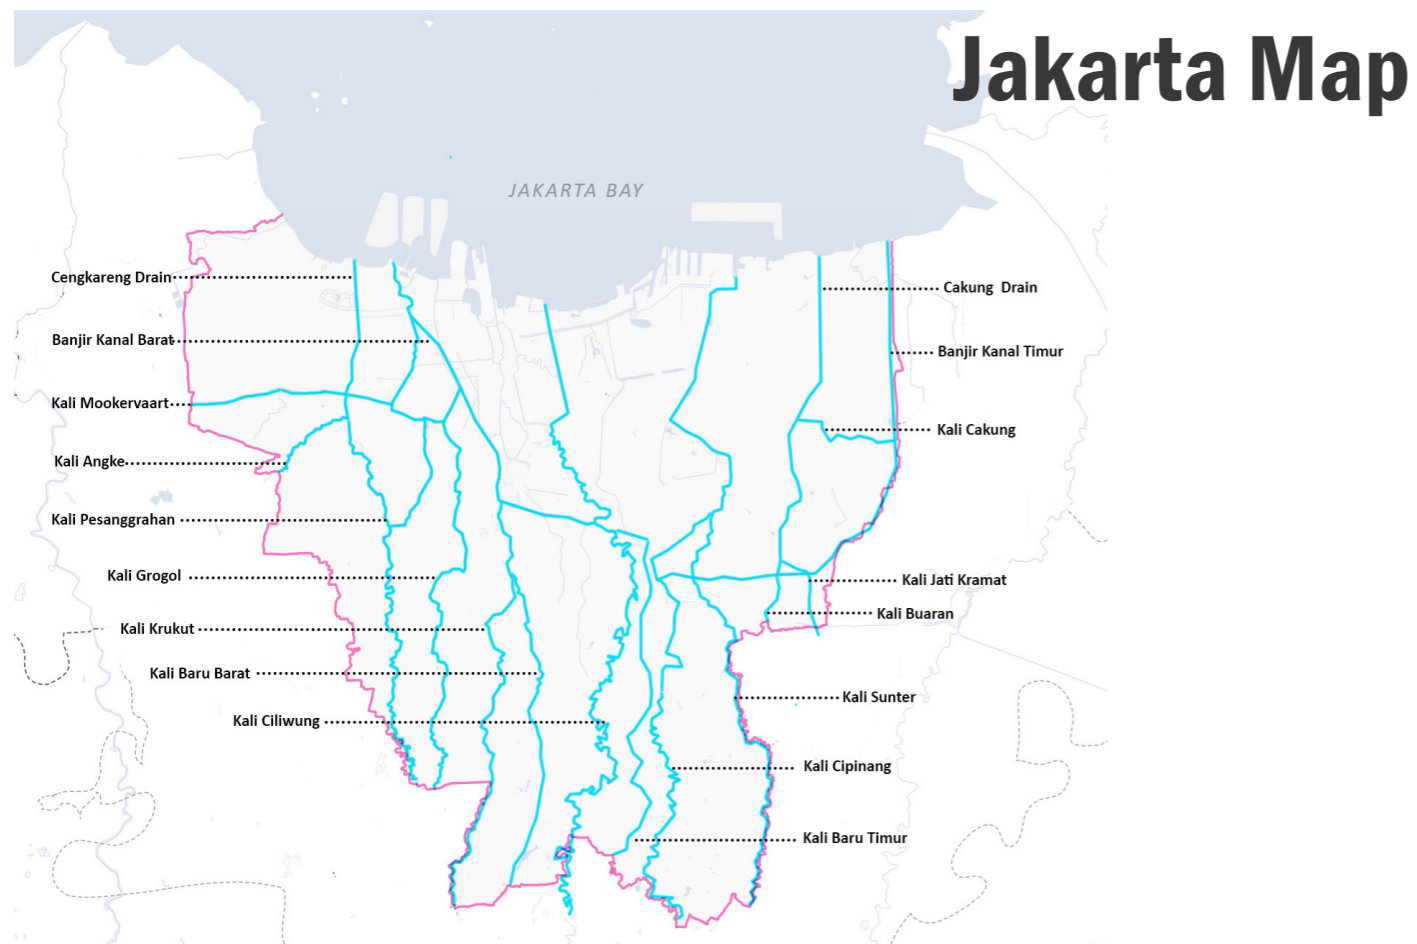 Jakarta Map
JAKARTA BAY
Cengkareng Drain
Banjir Kanal Barat
Kali Mookervaart
Kali Angke
Kali Pesanggrahan
Kali Grogol
Kali Krukut
Kali Baru Barat
Kali Ciliwung
Cakung Drain
Banjir Kanal Timur
Kali Cakung
Kali Jati Kramat
Kali Buaran
Kali Sunter
Kali Cipinang
Kali Baru Timur